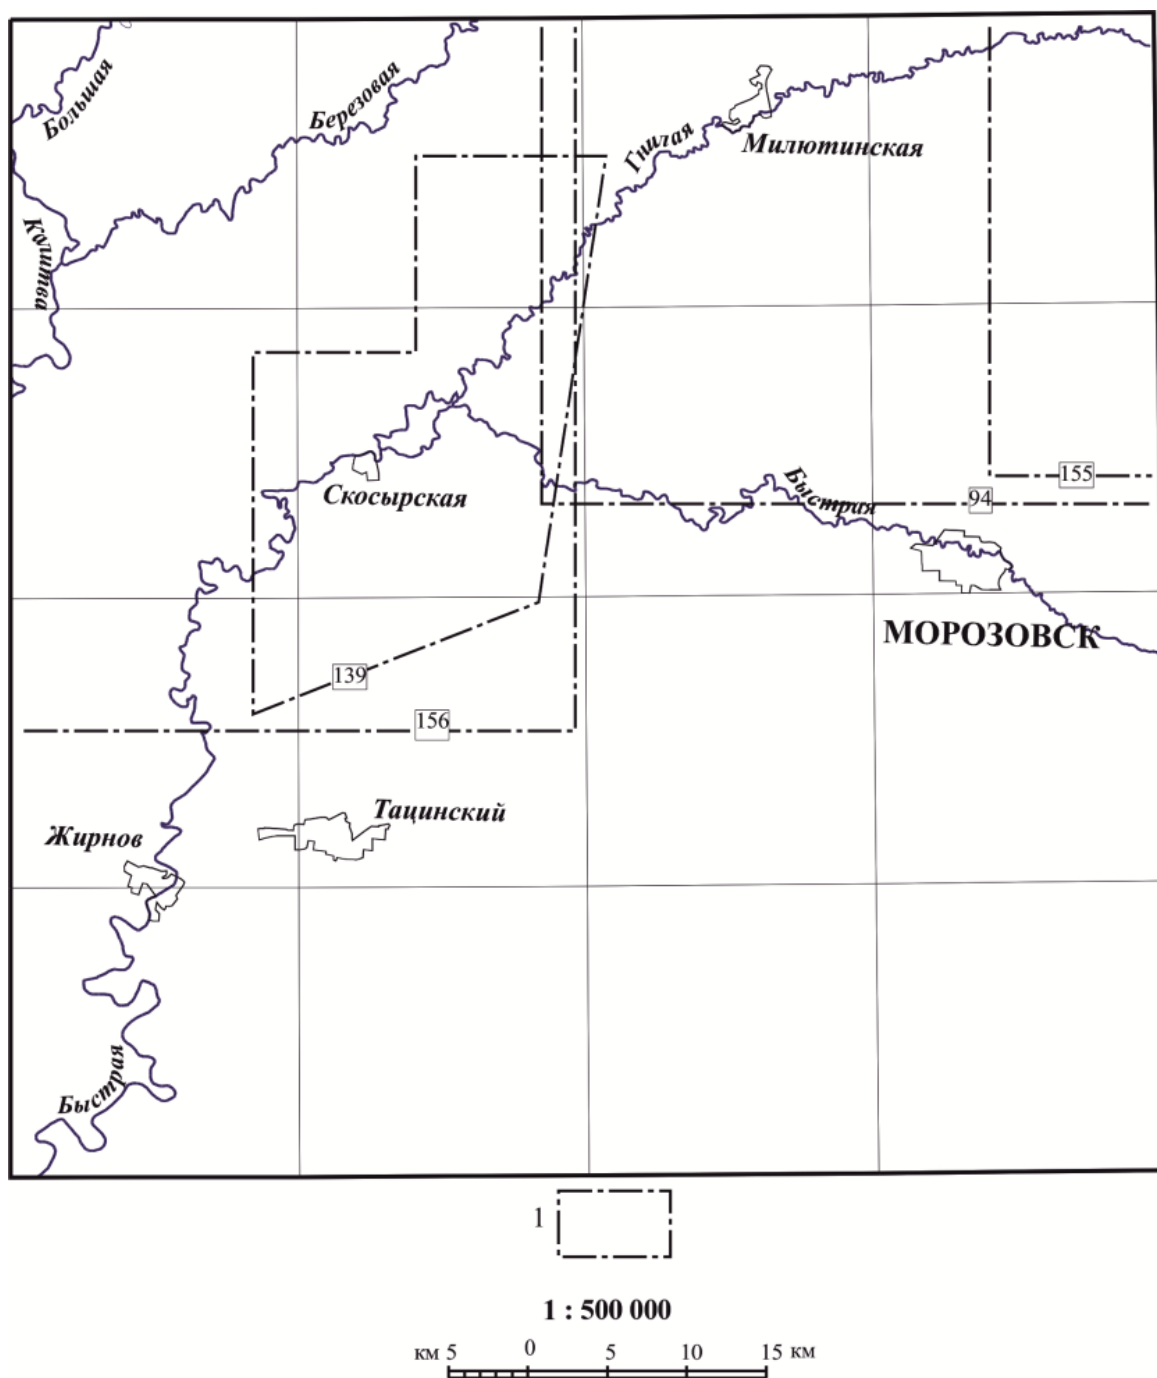 Большая
Березовая
Гнилая
Милютинская
Калитва
Скосырская
Быстрая
155
94
МОРОЗОВСК
139
156
Тацинский
Жирнов
Быстрая
1
1 : 500 000
км 5 0 5 10 15 км